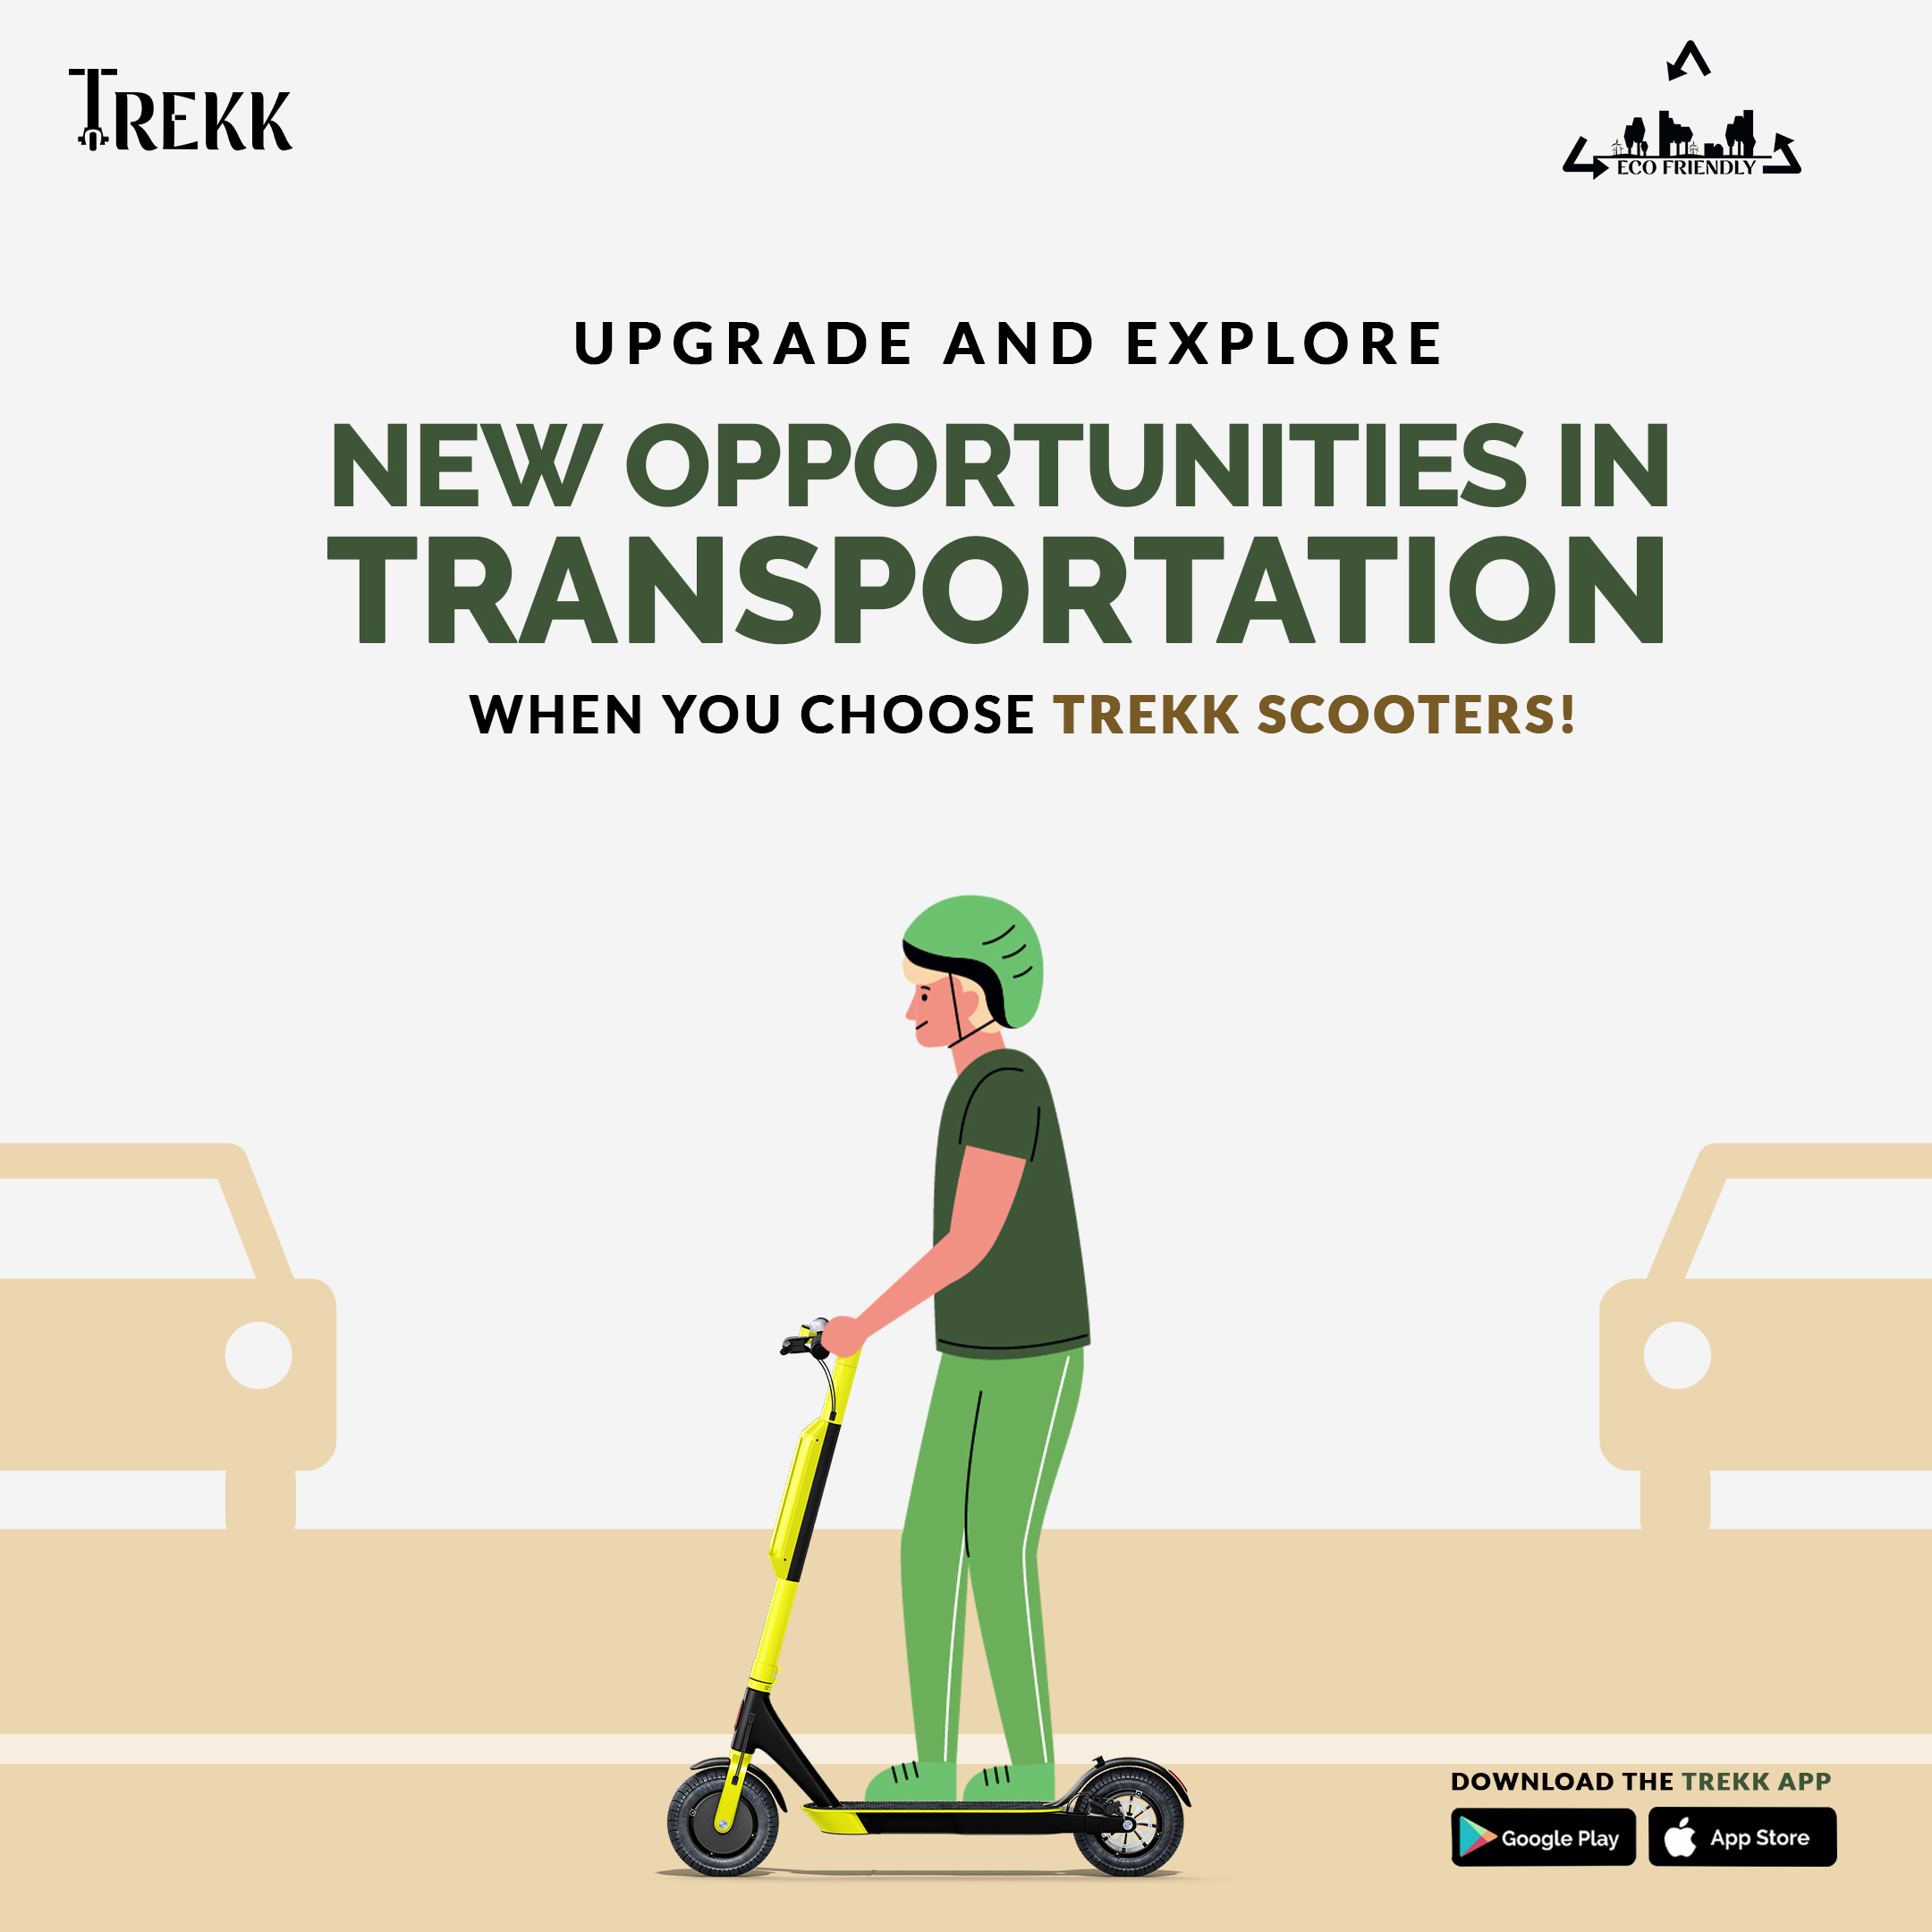 TREKK
ECO FRIENDLY
UPGRADE AND EXPLORE
NEW OPPORTUNITIES IN
TRANSPORTATION
WHEN YOU CHOOSE TREKK SCOOTERS!
DOWNLOAD THE TREKK APP
Google Play
App Store